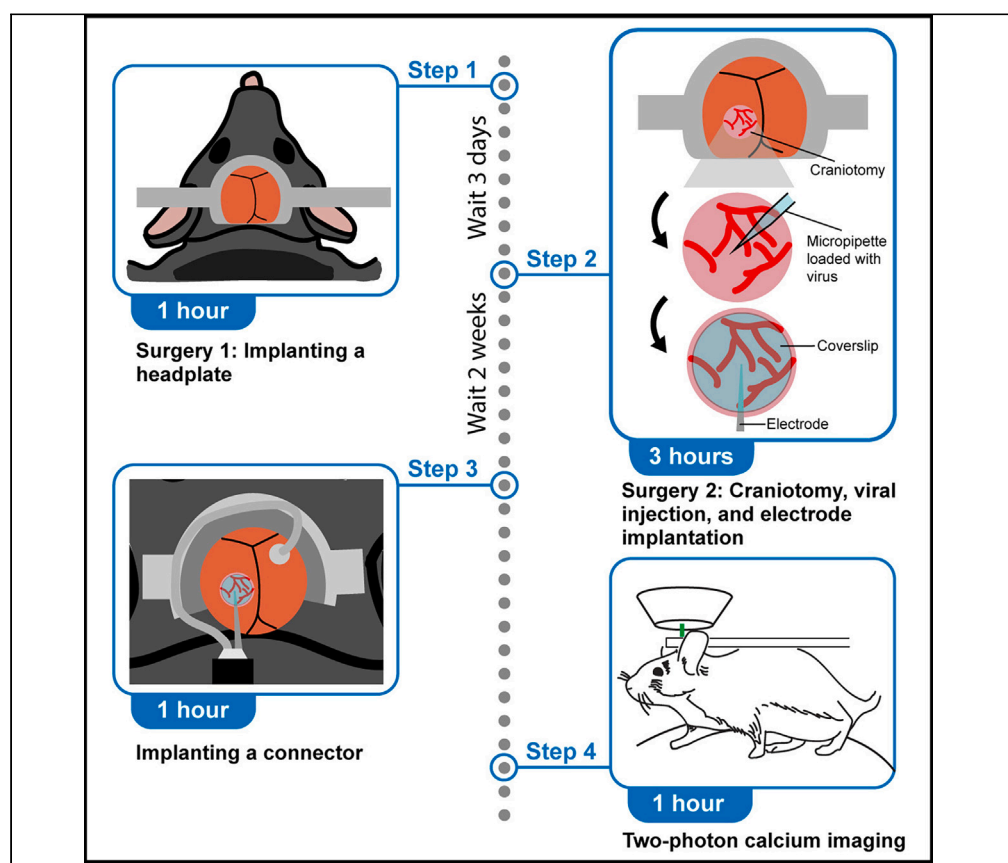 Step 1
1 hour
Surgery 1: Implanting a
headplate
Wait 3 days
Step 2
Craniotomy
Micropipette
loaded with
virus
Coverslip
Electrode
3 hours
Surgery 2: Craniotomy, viral
injection, and electrode
implantation
Wait 2 weeks
Step 3
1 hour
Implanting a connector
Step 4
1 hour
Two-photon calcium imaging